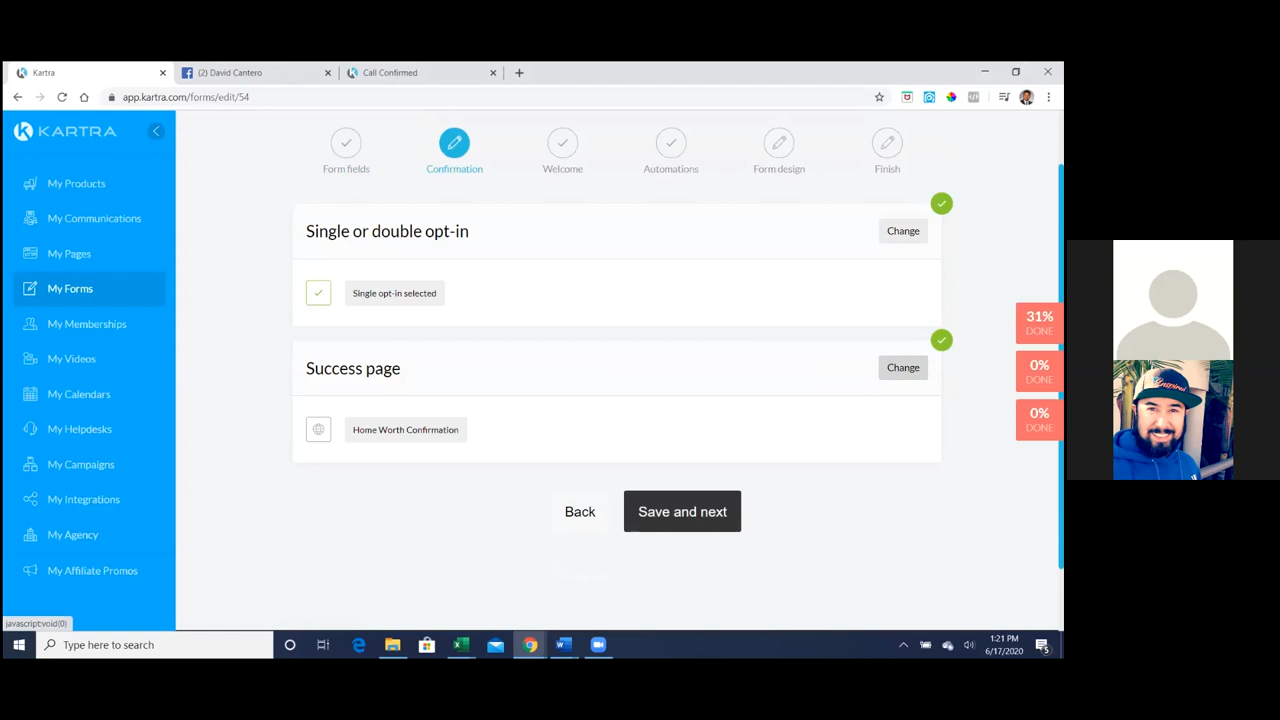 Kartra
(2) David Cantero
Call Confirmed
app.kartra.com/forms/edit/54
KARTRA
My Products
My Communications
My Pages
My Forms
My Memberships
My Videos
My Calendars
My Helpdesks
My Campaigns
My Integrations
My Agency
My Affiliate Promos
javascript:void(0)
Form fields
Confirmation
Welcome
Automations
Form design
Finish
Single or double opt-in
Change
Single opt-in selected
Success page
Change
Home Worth Confirmation
Back
Save and next
31%
DONE
0%
DONE
0%
DONE
Inspired
Type here to search
1:21 PM
6/17/2020
5